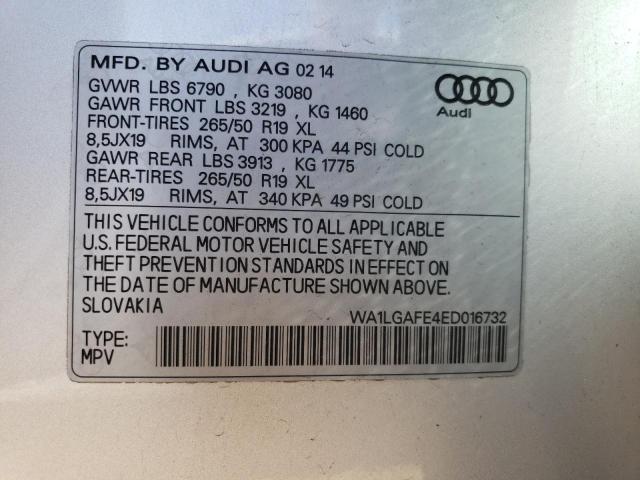 MFD. BY AUDI AG 02 14
GVWR LBS 6790 , KG 3080
GAWR FRONT LBS 3219 , KG 1460
FRONT-TIRES 265/50 R19 XL
8,5JX19 RIMS, AT 300 KPA 44 PSI COLD
GAWR REAR LBS 3913 , KG 1775
REAR-TIRES 265/50 R19 XL
8,5JX19 RIMS, AT 340 KPA 49 PSI COLD
Audi
THIS VEHICLE CONFORMS TO ALL APPLICABLE
U.S. FEDERAL MOTOR VEHICLE SAFETY AND
THEFT PREVENTION STANDARDS IN EFFECT ON
THE DATE OF MANUFACTURE SHOWN ABOVE.
SLOVAKIA
WA1LGAFE4ED016732
TYPE:
MPV